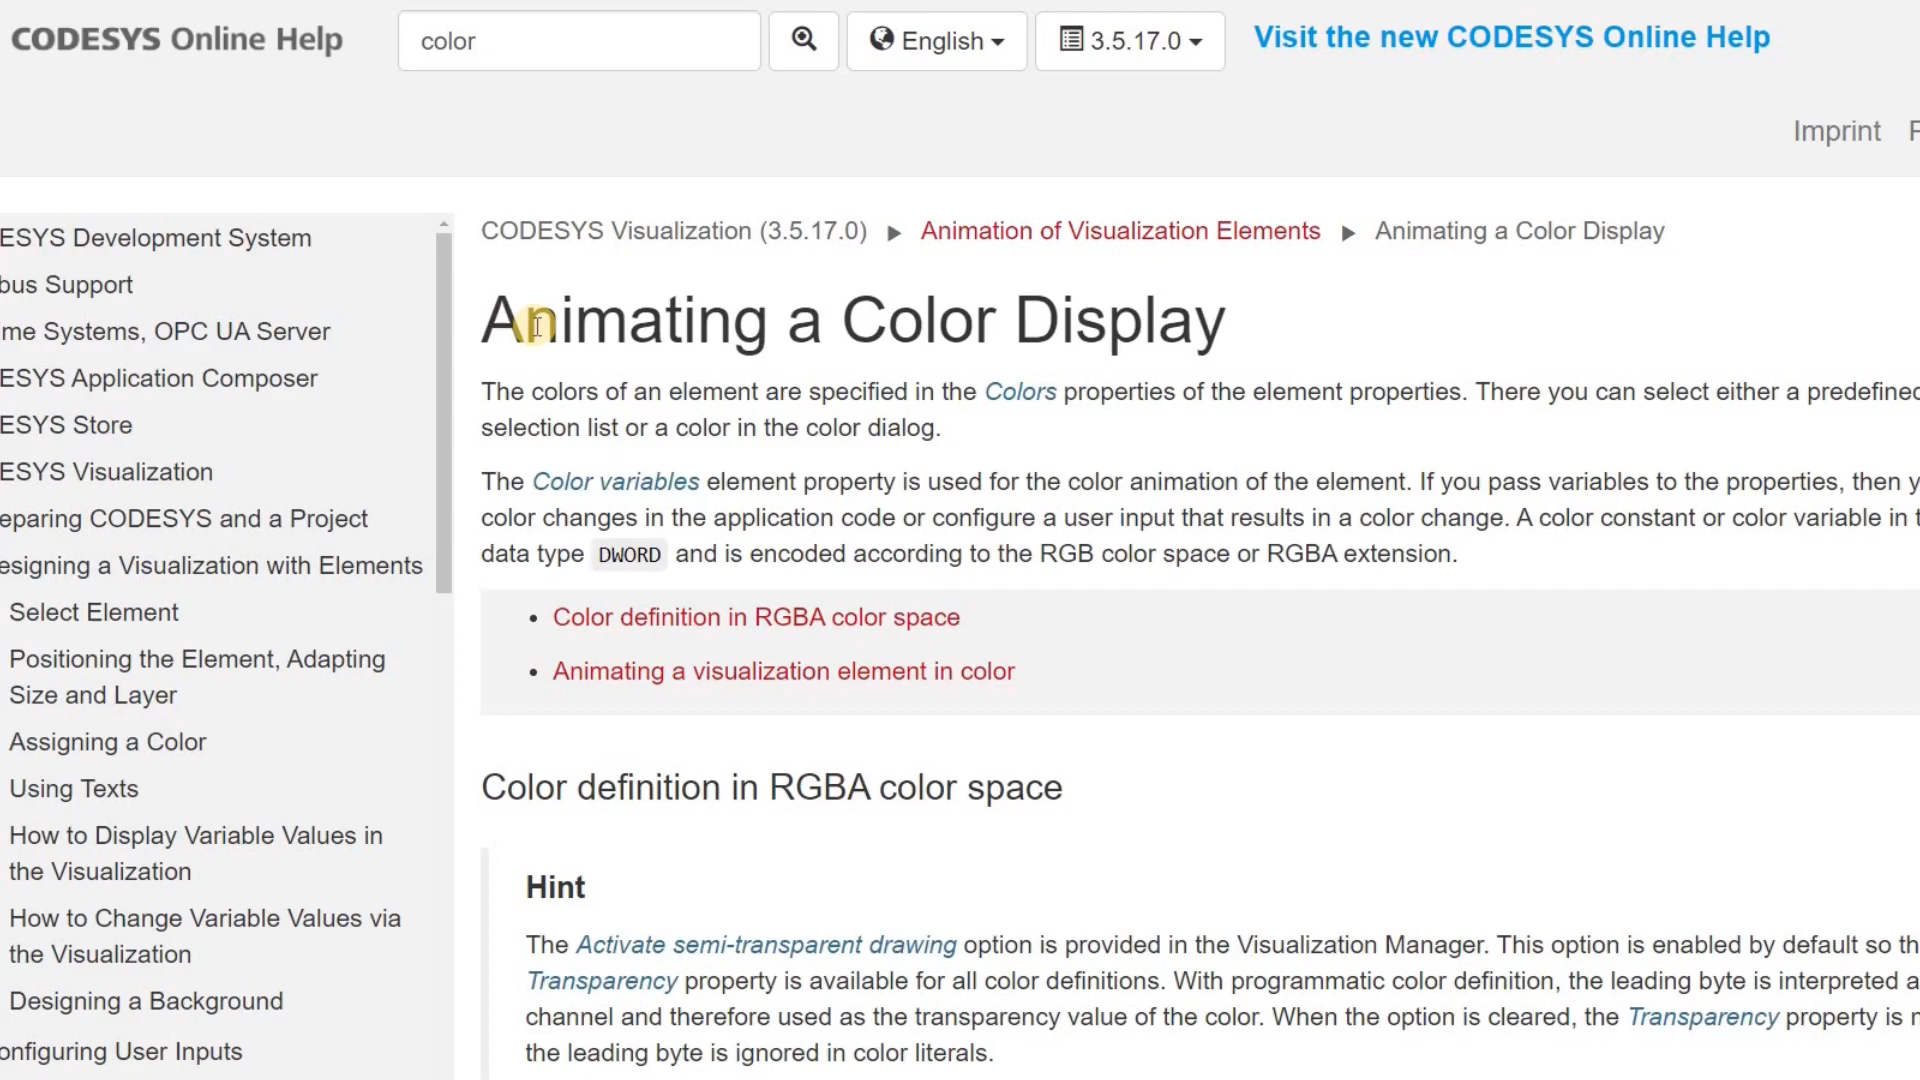 CODESYS Online Help
color
English
3.5.17.0
Visit the new CODESYS Online Help
Imprint
ESYS Development System
bus Support
me Systems, OPC UA Server
ESYS Application Composer
ESYS Store
ESYS Visualization
eparing CODESYS and a Project
esigning a Visualization with Elements
Select Element
Positioning the Element, Adapting
Size and Layer
Assigning a Color
Using Texts
How to Display Variable Values in
the Visualization
How to Change Variable Values via
the Visualization
Designing a Background
onfiguring User Inputs
CODESYS Visualization (3.5.17.0) ▶ Animation of Visualization Elements ▶ Animating a Color Display
Animating a Color Display
The colors of an element are specified in the Colors properties of the element properties. There you can select either a predefined
selection list or a color in the color dialog.
The Color variables element property is used for the color animation of the element. If you pass variables to the properties, then y
color changes in the application code or configure a user input that results in a color change. A color constant or color variable in t
data type DWORD and is encoded according to the RGB color space or RGBA extension.
• Color definition in RGBA color space
• Animating a visualization element in color
Color definition in RGBA color space
Hint
The Activate semi-transparent drawing option is provided in the Visualization Manager. This option is enabled by default so th
Transparency property is available for all color definitions. With programmatic color definition, the leading byte is interpreted a
channel and therefore used as the transparency value of the color. When the option is cleared, the Transparency property is n
the leading byte is ignored in color literals.